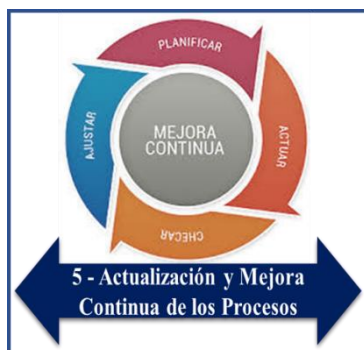 PLANIFICAR
ACTUAR
CHECAR
AJUSTAR
MEJORA
CONTINUA
5 - Actualización y Mejora
Continua de los Procesos